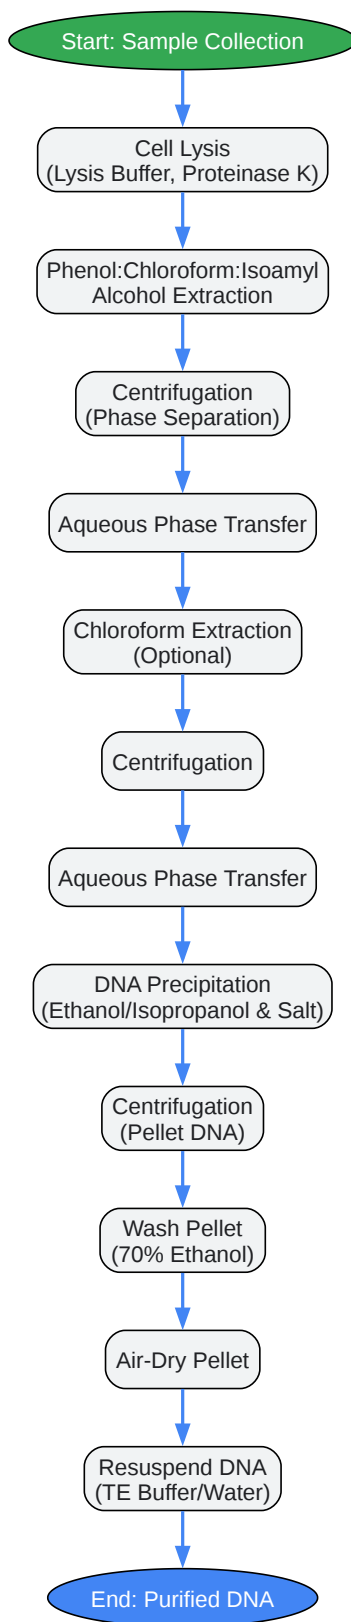 Start: Sample Collection
Cell Lysis
(Lysis Buffer, Proteinase K)
Phenol:Chloroform:Isoamyl
Alcohol Extraction
Centrifugation
(Phase Separation)
Aqueous Phase Transfer
Chloroform Extraction
(Optional)
Centrifugation
Aqueous Phase Transfer
DNA Precipitation
(Ethanol/Isopropanol & Salt)
Centrifugation
(Pellet DNA)
Wash Pellet
(70% Ethanol)
Air-Dry Pellet
Resuspend DNA
(TE Buffer/Water)
End: Purified DNA